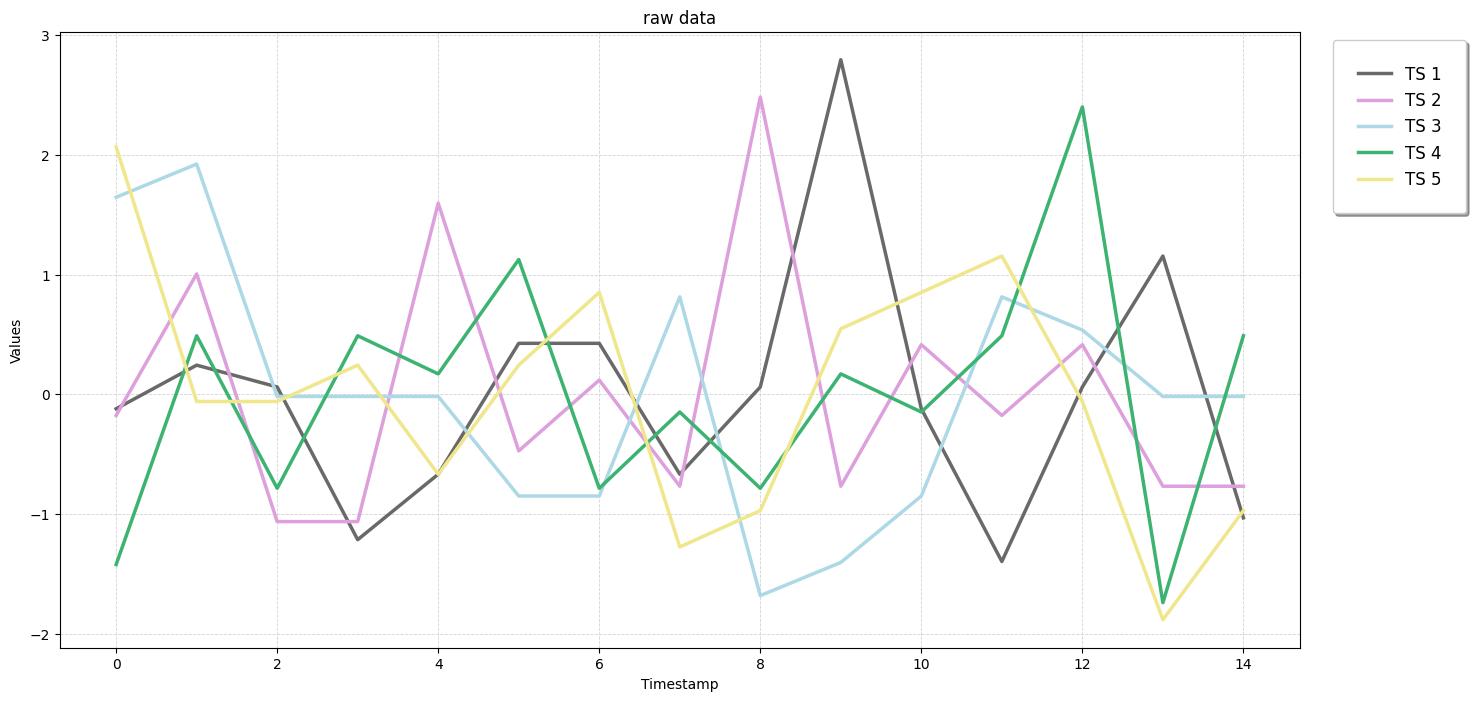 raw data
3
2
1
0
−1
−2
Values
0 2 4 6 8 10 12 14
Timestamp
TS 1
TS 2
TS 3
TS 4
TS 5